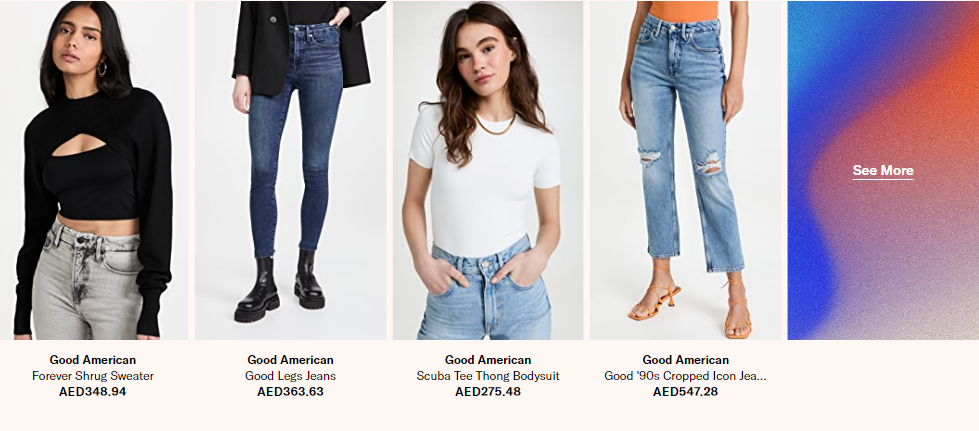 See More
Good American
Forever Shrug Sweater
AED348.94
Good American
Good Legs Jeans
AED363.63
Good American
Scuba Tee Thong Bodysuit
AED275.48
Good American
Good '90s Cropped Icon Jea...
AED547.28